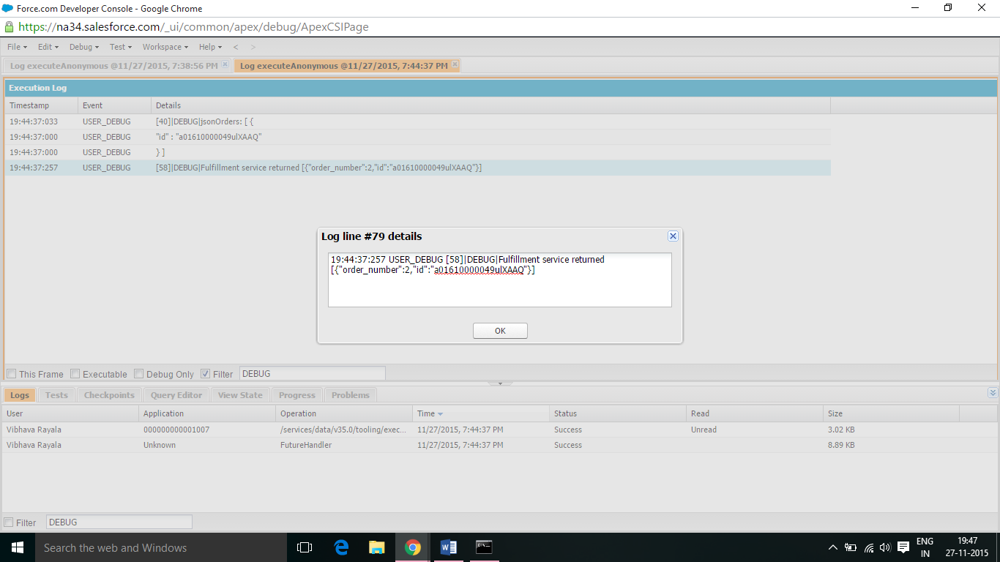 Force.com Developer Console - Google Chrome
https://na34.salesforce.com/_ui/common/apex/debug/ApexCSIPage
File Edit Debug Test Workspace Help < >
Log executeAnonymous @11/27/2015, 7:38:56 PM Log executeAnonymous @11/27/2015, 7:44:37 PM
Execution Log
Timestamp Event Details
19:44:37:033 USER_DEBUG [40]|DEBUG|jsonOrders: [ {
19:44:37:000 USER_DEBUG "id" : "a01610000049ulXAAQ"
19:44:37:000 USER_DEBUG } ]
19:44:37:257 USER_DEBUG [58]|DEBUG|Fulfillment service returned [{"order_number":2,"id":"a01610000049ulXAAQ"}]
Log line #79 details
19:44:37:257 USER_DEBUG [58]|DEBUG|Fulfillment service returned
[{"order_number":2,"id":"a01610000049ulXAAQ"}]
OK
This Frame Executable Debug Only Filter DEBUG
Logs Tests Checkpoints Query Editor View State Progress Problems
User Application Operation Time Status Read Size
Vibhava Rayala 000000000001007 /services/data/v35.0/tooling/exec... 11/27/2015, 7:44:37 PM Success Unread 3.02 KB
Vibhava Rayala Unknown FutureHandler 11/27/2015, 7:44:37 PM Success 8.89 KB
Filter DEBUG
Search the web and Windows
ENG 19:47
IN 27-11-2015